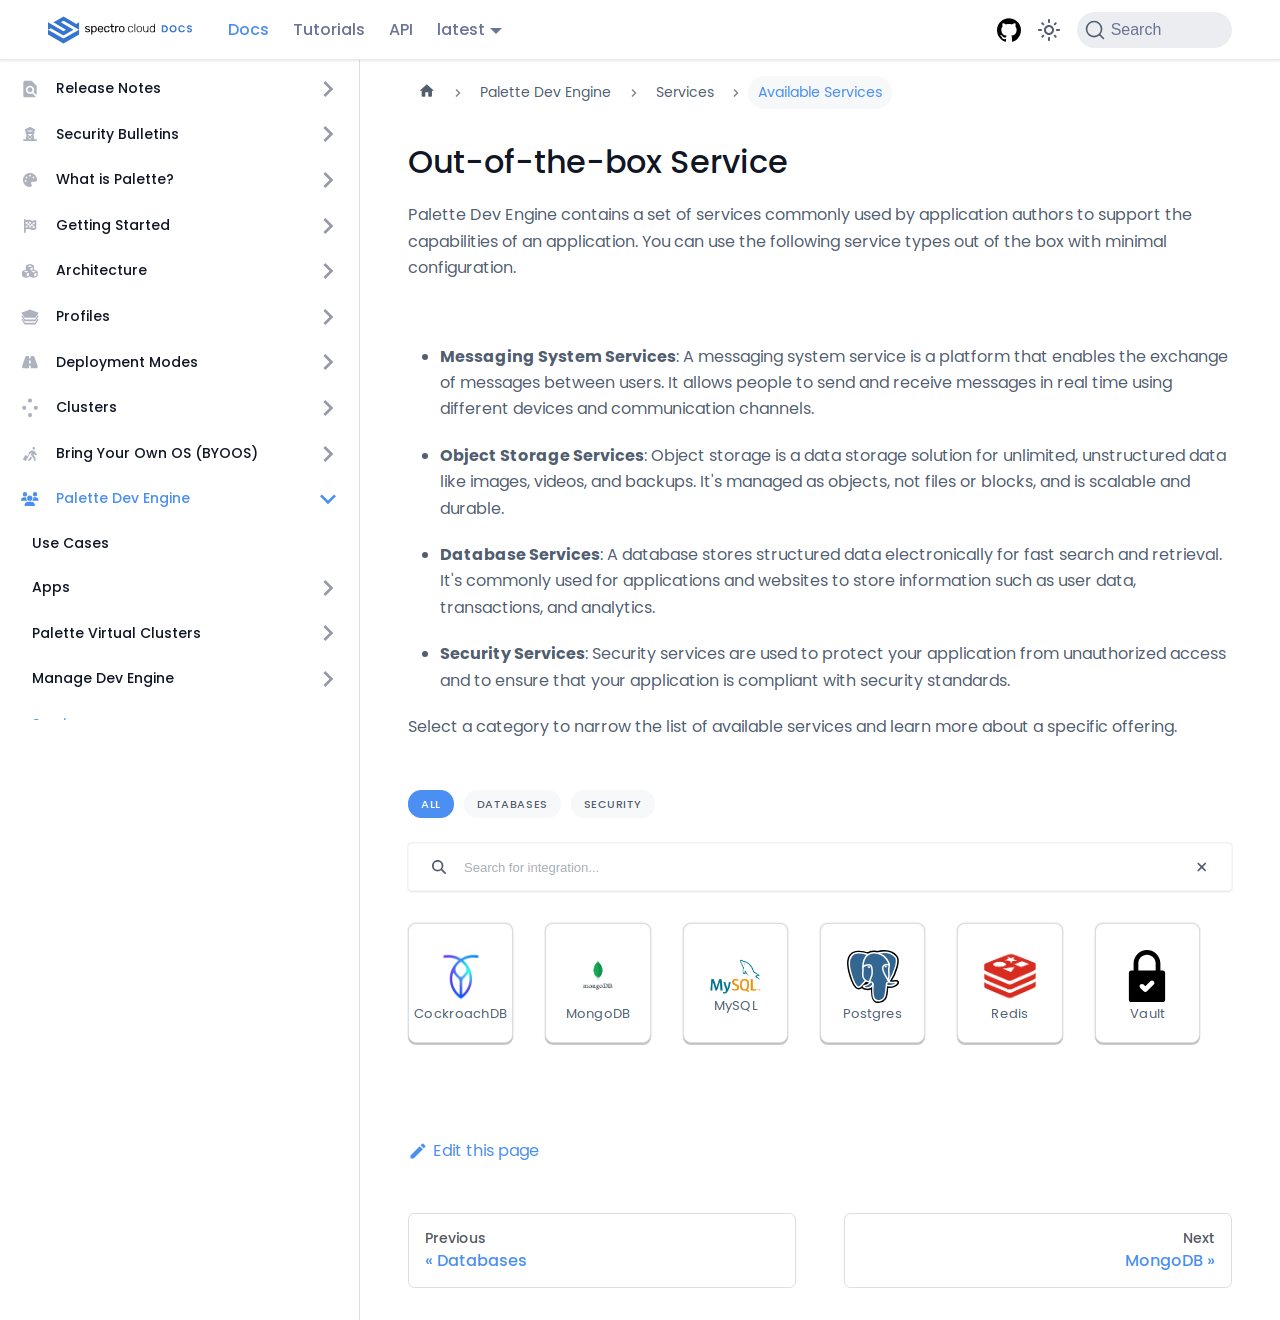 spectro cloud DOCS Docs Tutorials API latest Search
Release Notes
Security Bulletins
What is Palette?
Getting Started
Architecture
Profiles
Deployment Modes
Clusters
Bring Your Own OS (BYOOS)
Palette Dev Engine
Use Cases
Apps
Palette Virtual Clusters
Manage Dev Engine
Palette Dev Engine Services Available Services
Out-of-the-box Service
Palette Dev Engine contains a set of services commonly used by application authors to support the
capabilities of an application. You can use the following service types out of the box with minimal
configuration.
Messaging System Services: A messaging system service is a platform that enables the exchange
of messages between users. It allows people to send and receive messages in real time using
different devices and communication channels.
Object Storage Services: Object storage is a data storage solution for unlimited, unstructured data
like images, videos, and backups. It's managed as objects, not files or blocks, and is scalable and
durable.
Database Services: A database stores structured data electronically for fast search and retrieval.
It's commonly used for applications and websites to store information such as user data,
transactions, and analytics.
Security Services: Security services are used to protect your application from unauthorized access
and to ensure that your application is compliant with security standards.
Select a category to narrow the list of available services and learn more about a specific offering.
ALL DATABASES SECURITY
Search for integration...
mongoDB. MySQL
CockroachDB MongoDB MySQL Postgres Redis Vault
Edit this page
Previous
« Databases
Next
MongoDB »